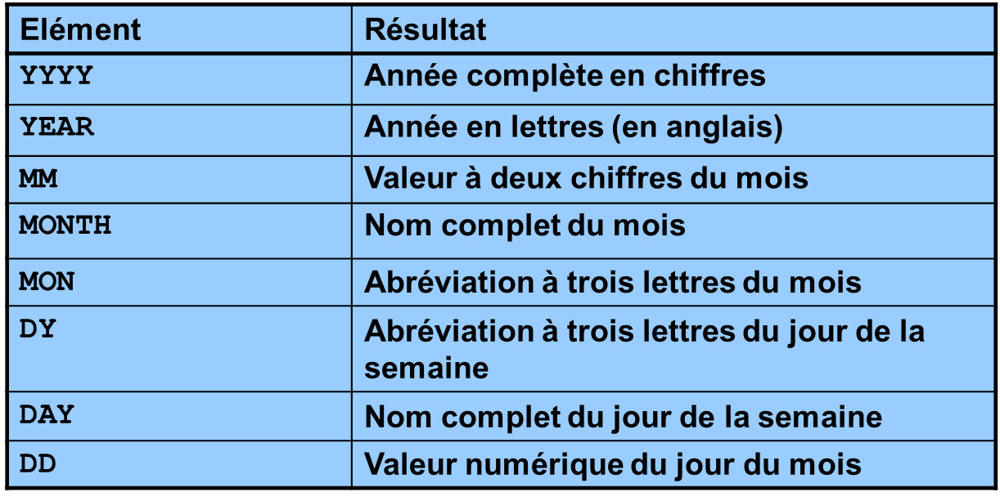 Elément Résultat
YYYY Année complète en chiffres
YEAR Année en lettres (en anglais)
MM Valeur à deux chiffres du mois
MONTH Nom complet du mois
MON Abréviation à trois lettres du mois
DY Abréviation à trois lettres du jour de la
semaine
DAY Nom complet du jour de la semaine
DD Valeur numérique du jour du mois